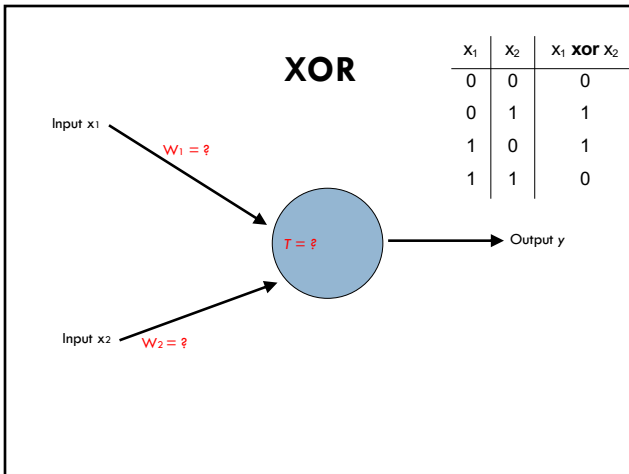 XOR
x1 x2 x1 xor x2
0 0 0
0 1 1
1 0 1
1 1 0
Input x1
W1 = ?
T = ?
Output y
Input x2
W2 = ?